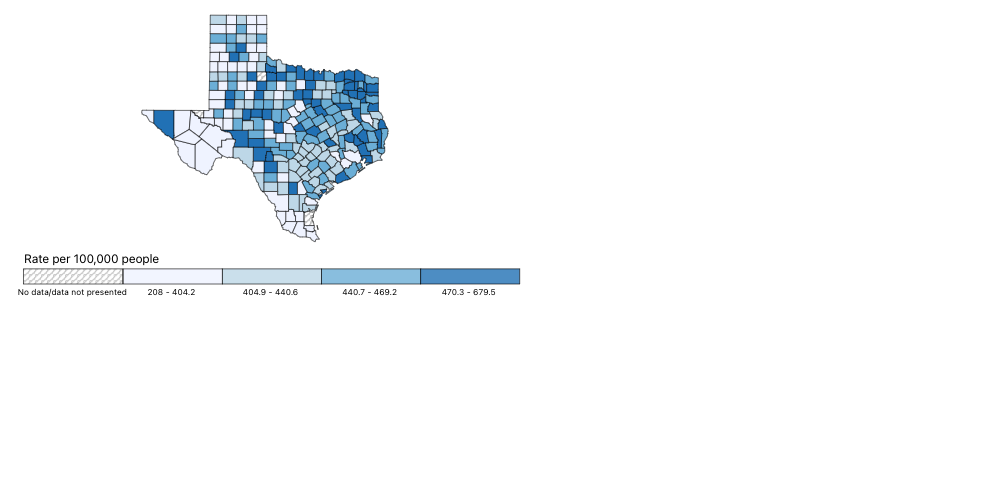 Rate per 100,000 people
No data/data not presented
208 - 404.2
404.9 - 440.6
440.7 - 469.2
470.3 - 679.5